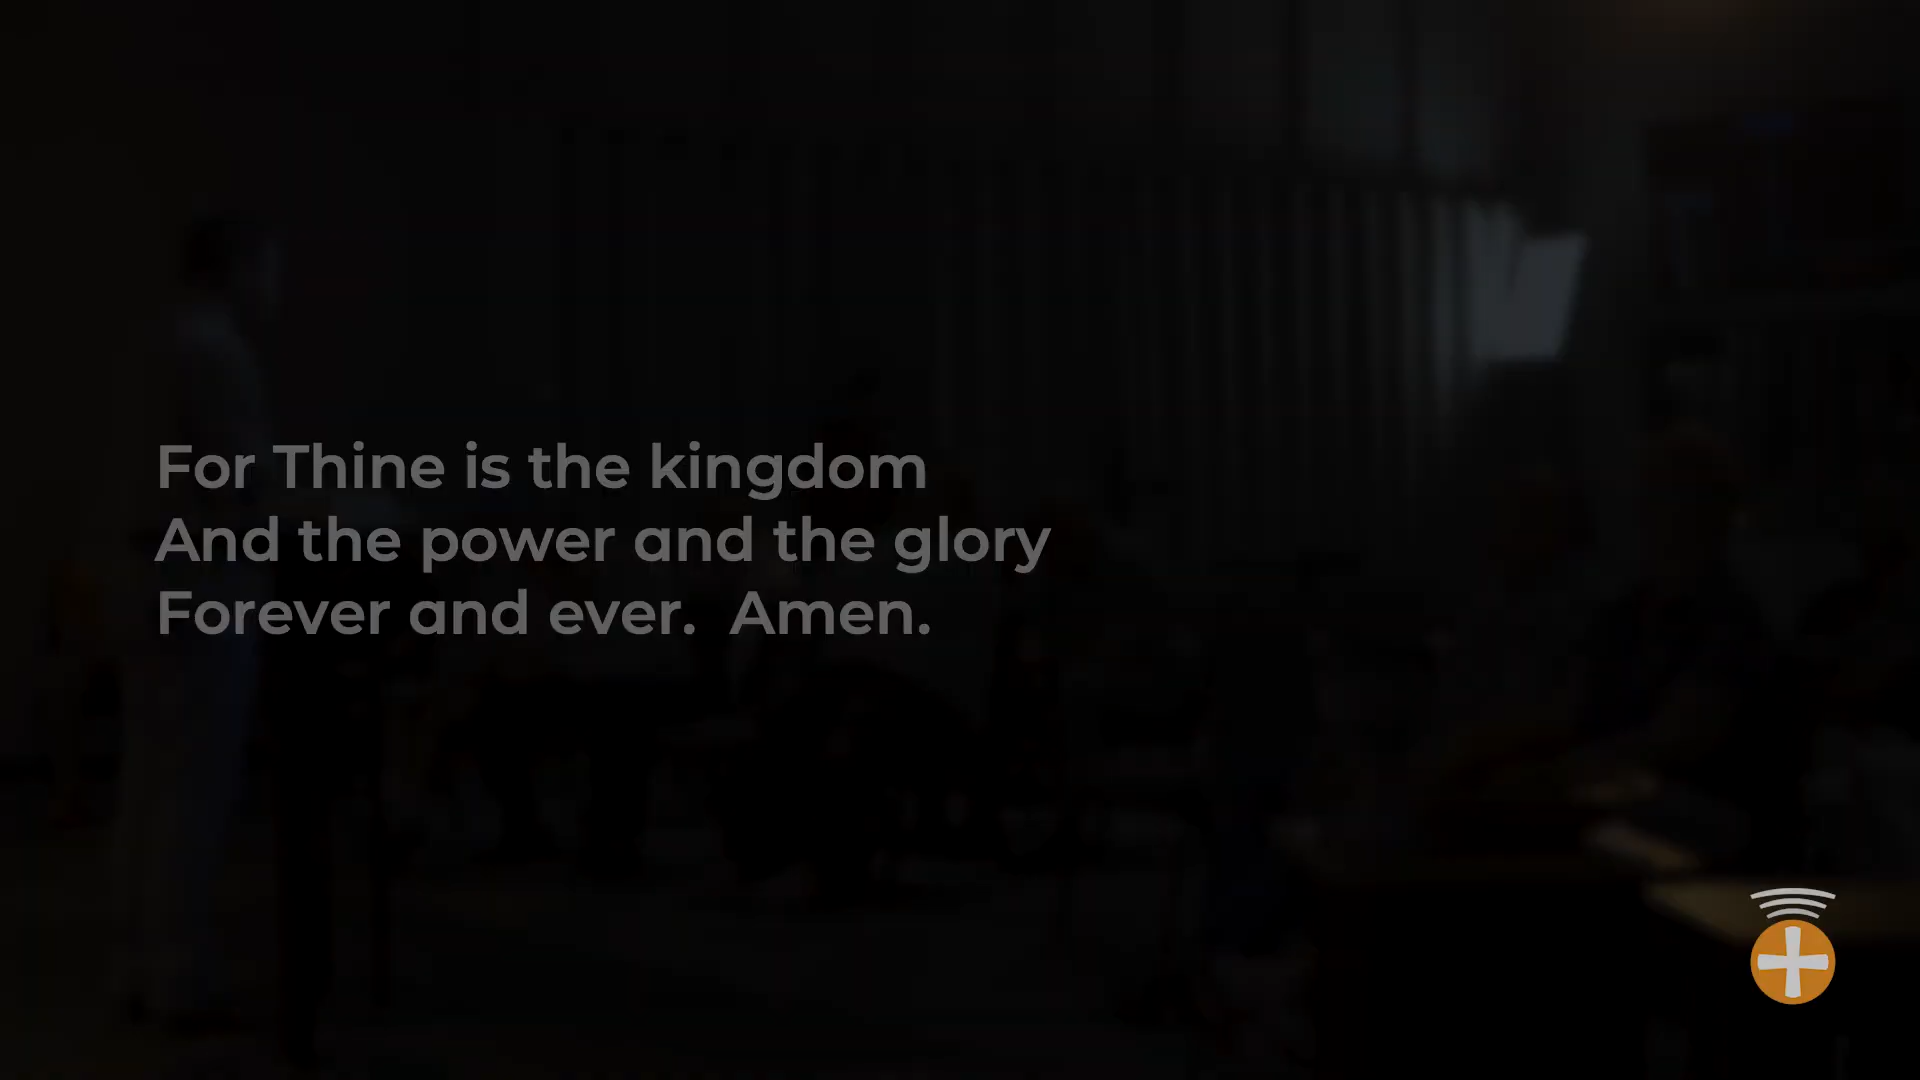 For Thine is the kingdom
And the power and the glory
Forever and ever.  Amen.